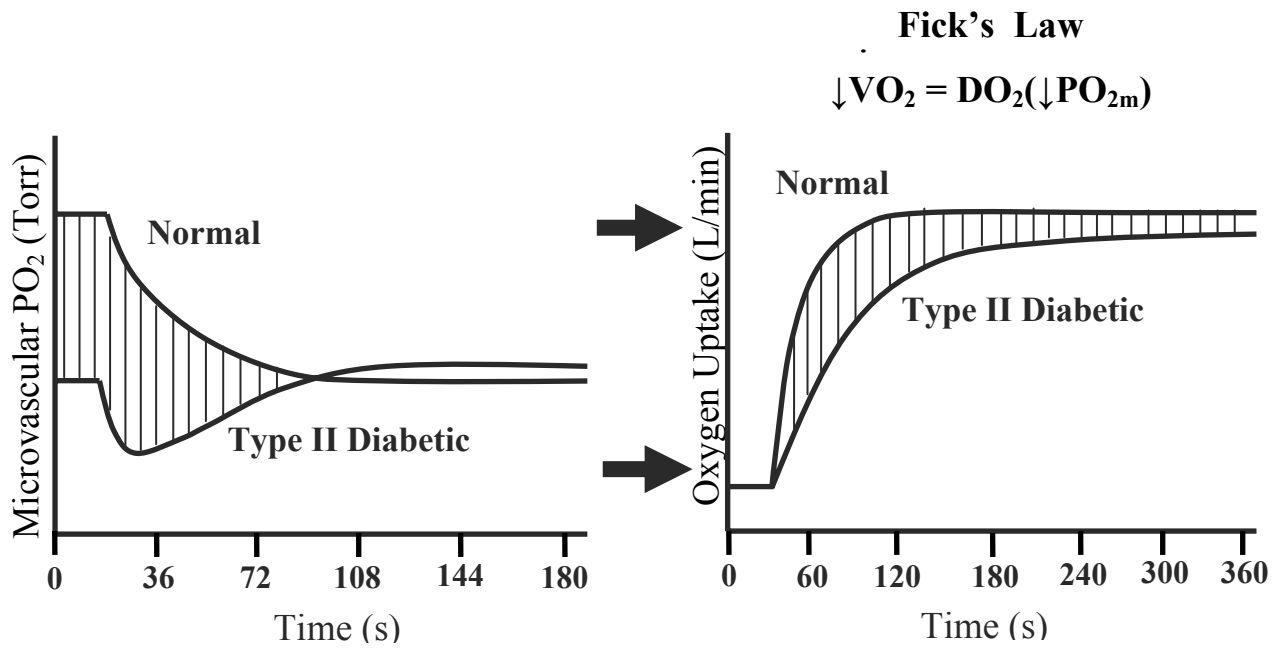 Fick’s Law
↓V̇O₂ = DO₂(↓PO₂ₘ)
Microvascular PO₂ (Torr)
Normal
Type II Diabetic
0 36 72 108 144 180
Time (s)
Oxygen Uptake (L/min)
Normal
Type II Diabetic
0 60 120 180 240 300 360
Time (s)